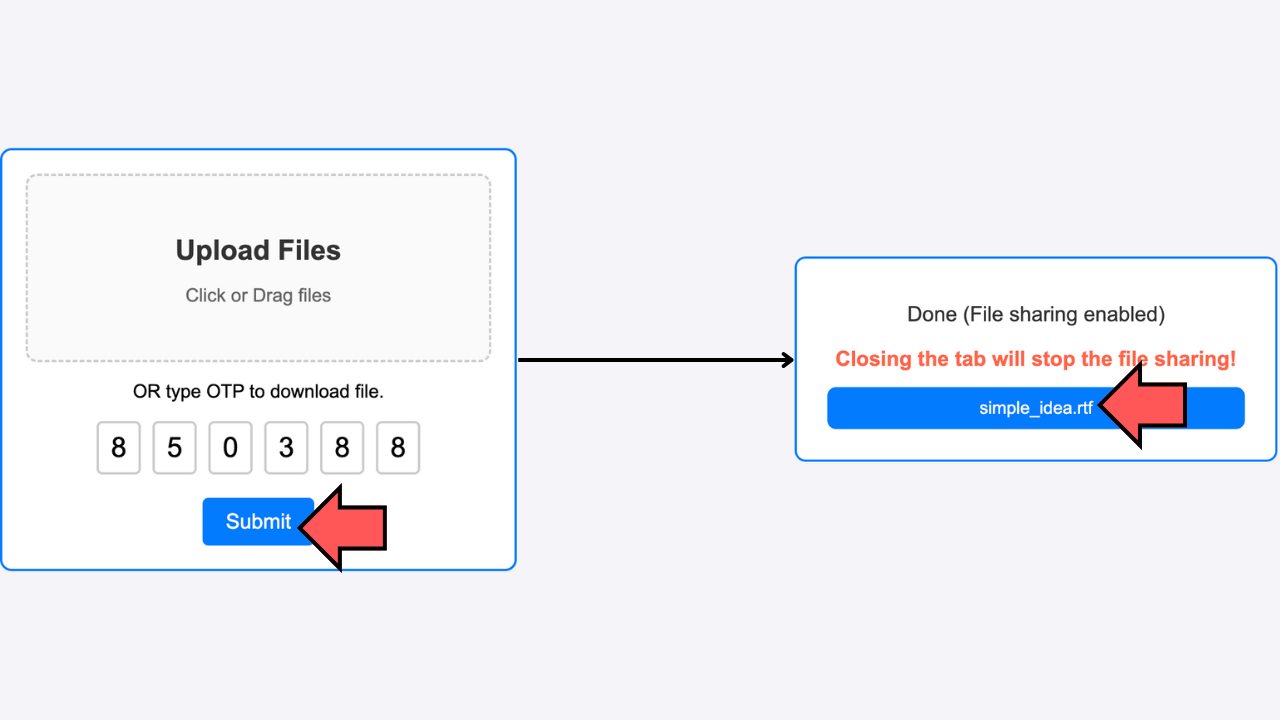 Upload Files
Click or Drag files
OR type OTP to download file.
8 5 0 3 8 8
Submit
Done (File sharing enabled)
Closing the tab will stop the file sharing!
simple_idea.rtf